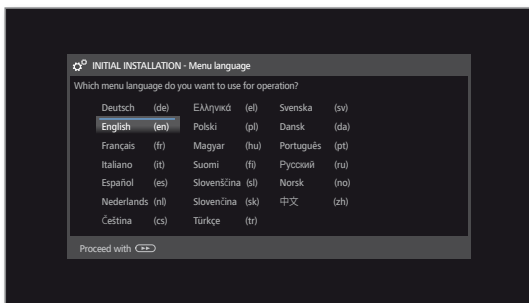 INITIAL INSTALLATION - Menu language
Which menu language do you want to use for operation?
Deutsch (de) Ελληνικά (el) Svenska (sv)
English (en) Polski (pl) Dansk (da)
Français (fr) Magyar (hu) Português (pt)
Italiano (it) Suomi (fi) Русский (ru)
Español (es) Slovenščina (sl) Norsk (no)
Nederlands (nl) Slovenčina (sk) 中文 (zh)
Čeština (cs) Türkçe (tr)
Proceed with